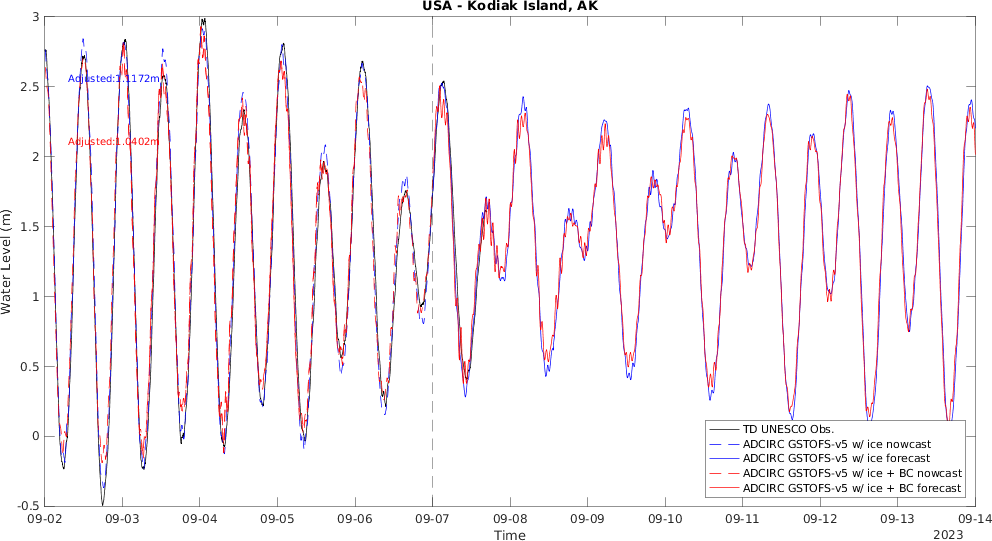 USA - Kodiak Island, AK
3
2.5
2
1.5
1
0.5
0
-0.5
Water Level (m)
Adjusted:1.1172m
Adjusted:1.0402m
TD UNESCO Obs.
ADCIRC GSTOFS-v5 w/ ice nowcast
ADCIRC GSTOFS-v5 w/ ice forecast
ADCIRC GSTOFS-v5 w/ ice + BC nowcast
ADCIRC GSTOFS-v5 w/ ice + BC forecast
09-02 09-03 09-04 09-05 09-06 09-07 09-08 09-09 09-10 09-11 09-12 09-13 09-14
Time
2023